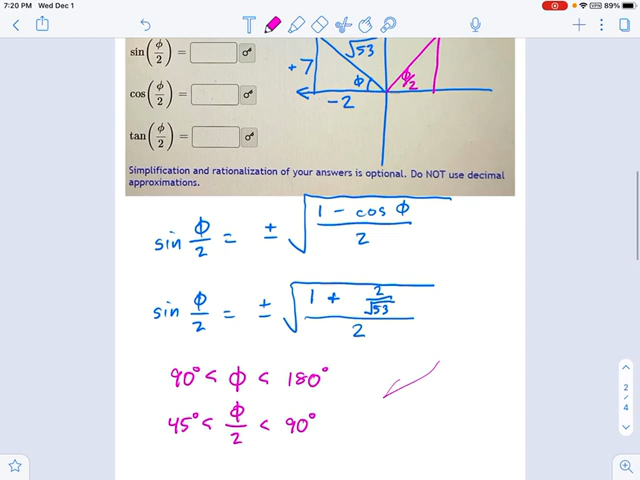 7:20 PM Wed Dec 1
89%
sin(ϕ/2) =
√53
+7
ϕ
ϕ/2
cos(ϕ/2) =
−2
tan(ϕ/2) =
Simplification and rationalization of your answers is optional. Do NOT use decimal
approximations.
sin ϕ/2 = ± √((1 − cos ϕ)/2)
sin ϕ/2 = ± √((1 + 2/√53)/2)
90° < ϕ < 180°
45° < ϕ/2 < 90°
2
/
4